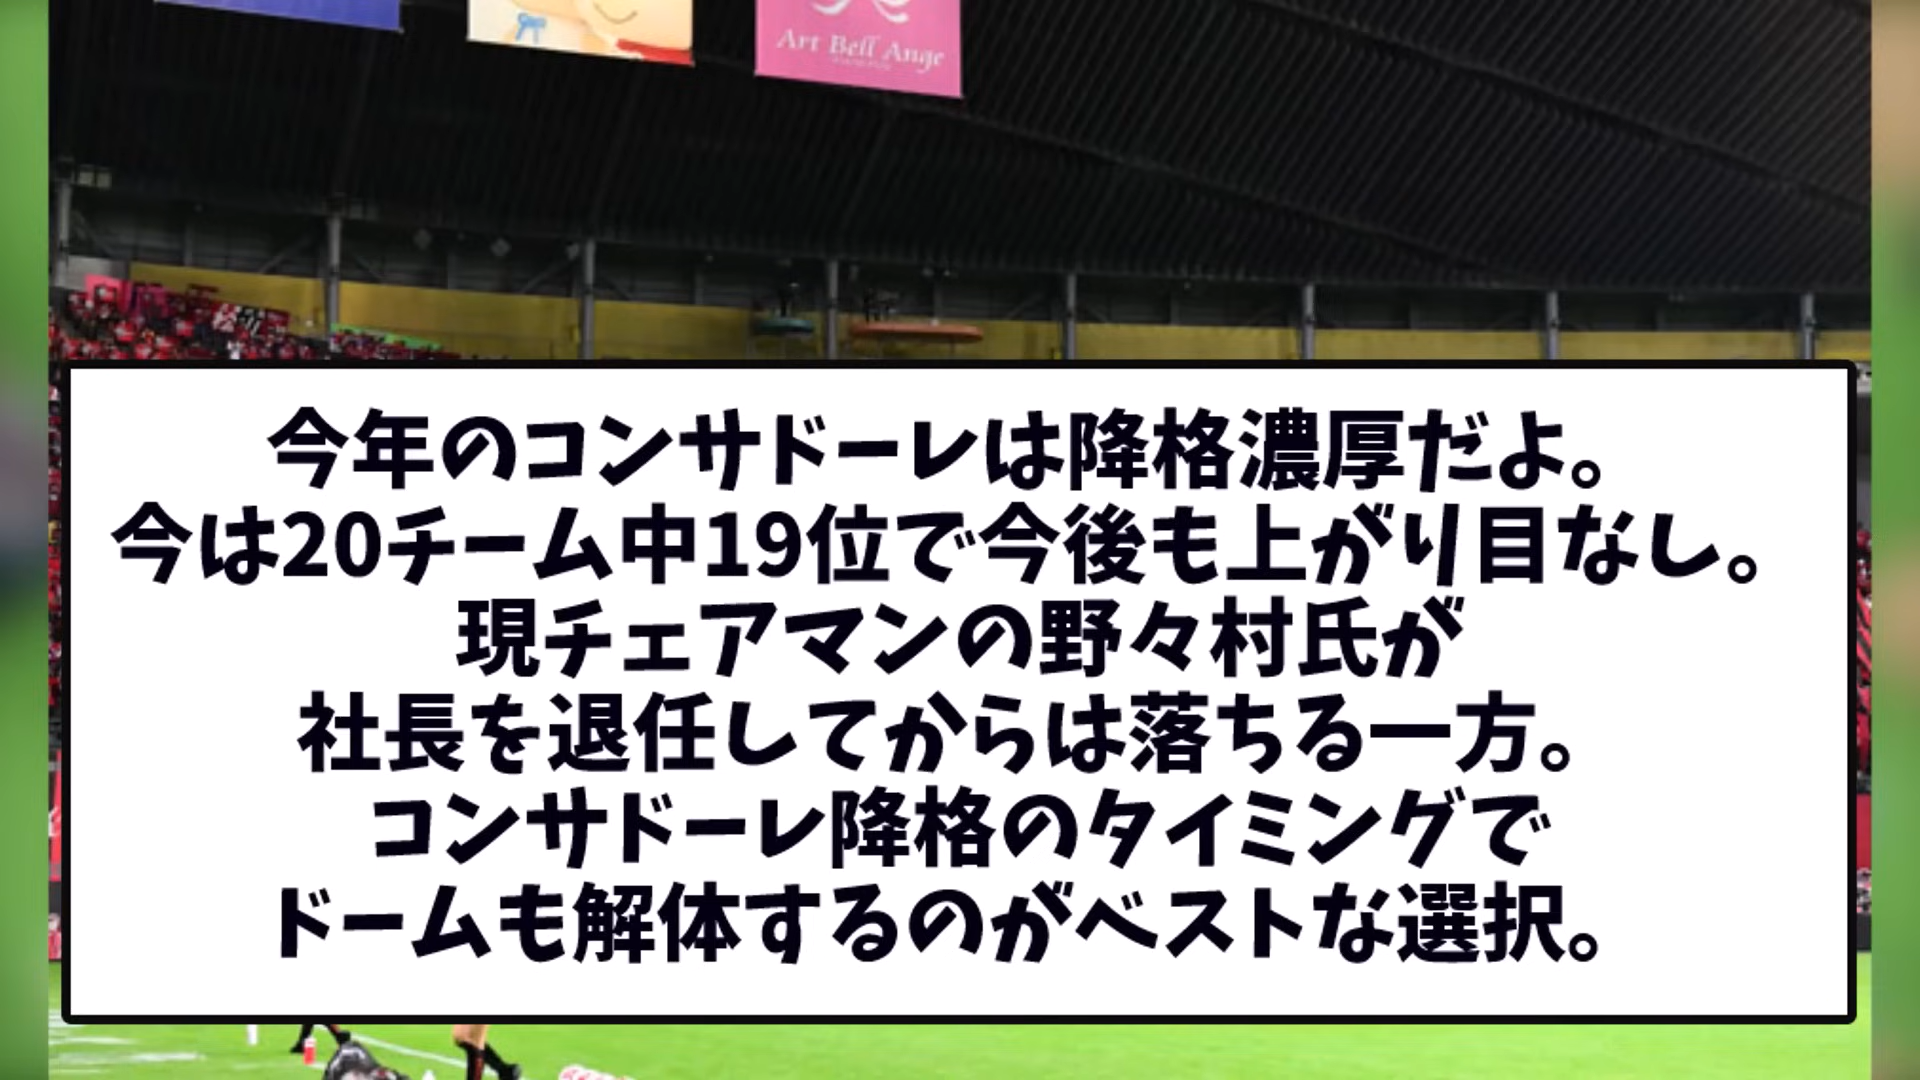 Art Bell Ange
今年のコンサドーレは降格濃厚だよ。
今は20チーム中19位で今後も上がり目なし。
現チェアマンの野々村氏が
社長を退任してからは落ちる一方。
コンサドーレ降格のタイミングで
ドームも解体するのがベストな選択。